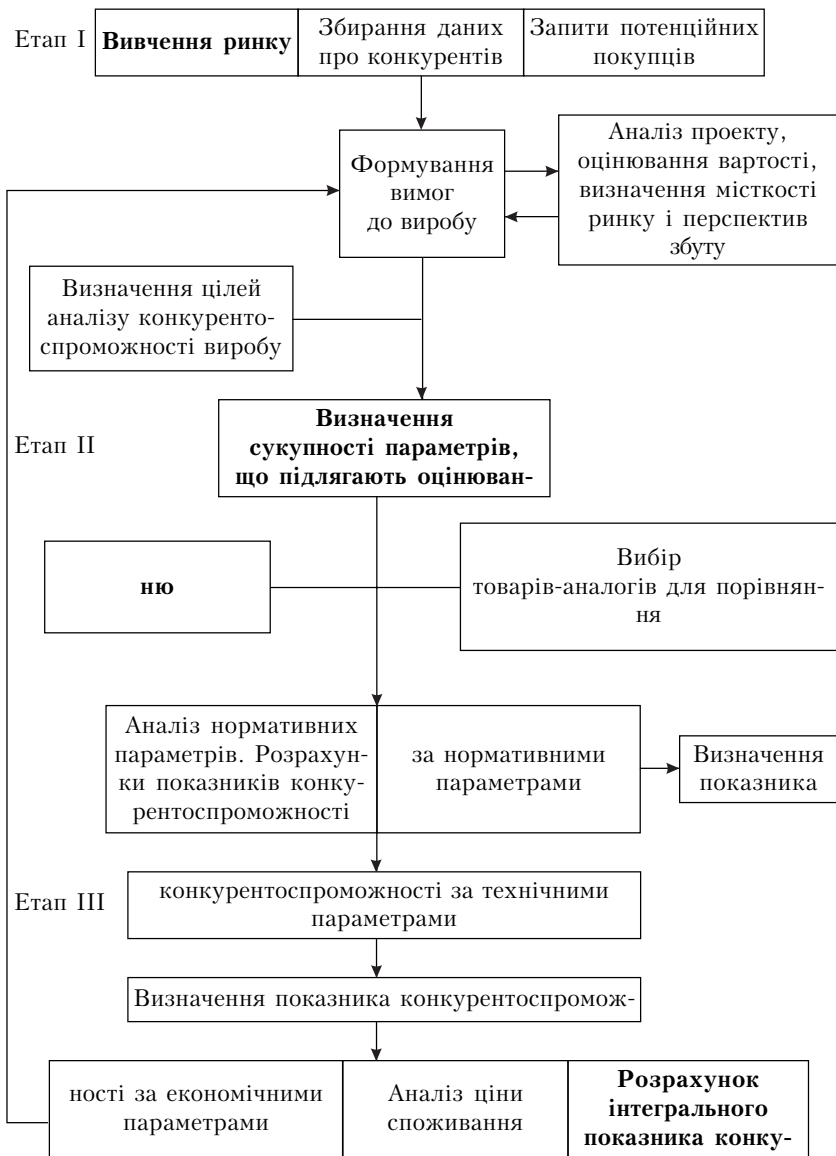 Етап I
Вивчення ринку
Збирання даних
про конкурентів
Запити потенційних
покупців
Формування
вимог
до виробу
Аналіз проекту,
оцінювання вартості,
визначення місткості
ринку і перспектив
збуту
Визначення цілей
аналізу конкуренто-
спроможності виробу
Етап II
Визначення
сукупності параметрів,
що підлягають оцінюван-
ню
Вибір
товарів-аналогів для порівнян-
ня
Аналіз нормативних
параметрів. Розрахун-
ки показників конку-
рентоспроможності
за нормативними
параметрами
Визначення
показника
Етап III
конкурентоспроможності за технічними
параметрами
Визначення показника конкурентоспромож-
ності за економічними
параметрами
Аналіз ціни
споживання
Розрахунок
інтегрального
показника конку-